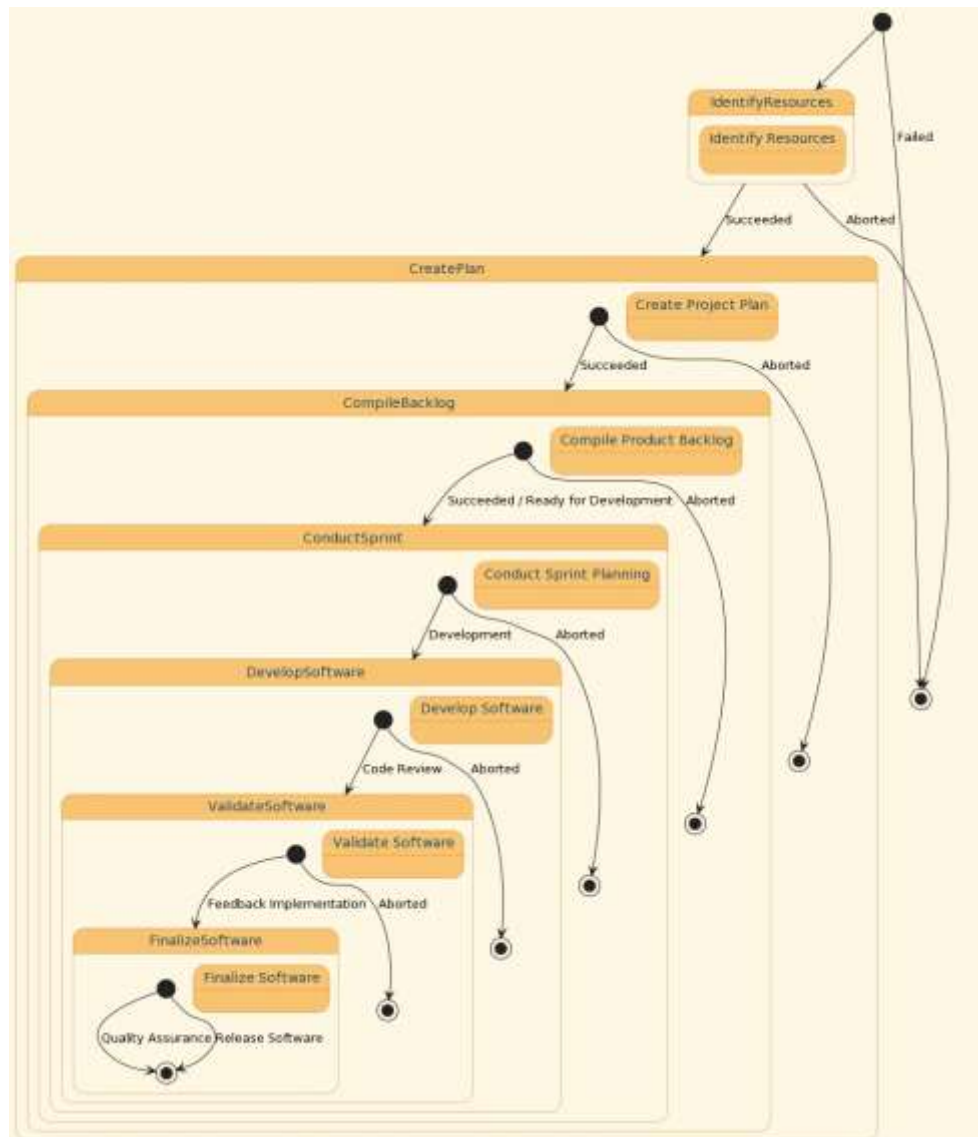 IdentifyResources
Identify Resources
Failed
Succeeded
Aborted
CreatePlan
Create Project Plan
Succeeded
Aborted
CompileBacklog
Compile Product Backlog
Succeeded / Ready for Development
Aborted
ConductSprint
Conduct Sprint Planning
Development
Aborted
DevelopSoftware
Develop Software
Code Review
Aborted
ValidateSoftware
Validate Software
Feedback Implementation
Aborted
FinalizeSoftware
Finalize Software
Quality Assurance
Release Software